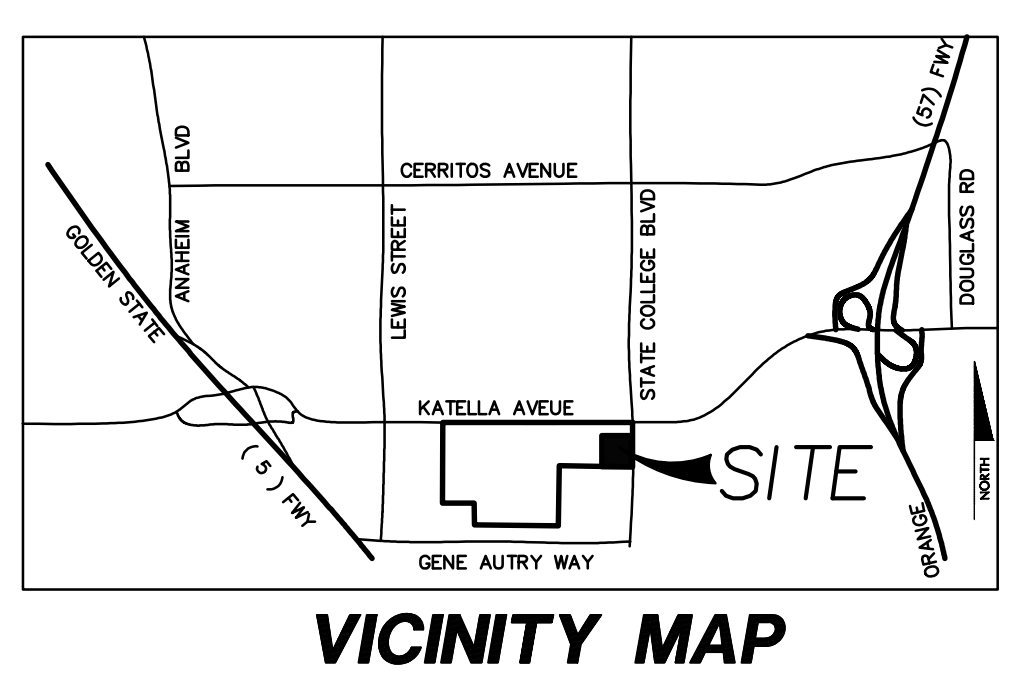 (57) FWY
BLVD
CERRITOS AVENUE
ANAHEIM
LEWIS STREET
STATE COLLEGE BLVD
DOUGLASS RD
GOLDEN STATE
KATELLA AVEUE
( 5 ) FWY
SITE
NORTH
ORANGE
GENE AUTRY WAY
VICINITY MAP